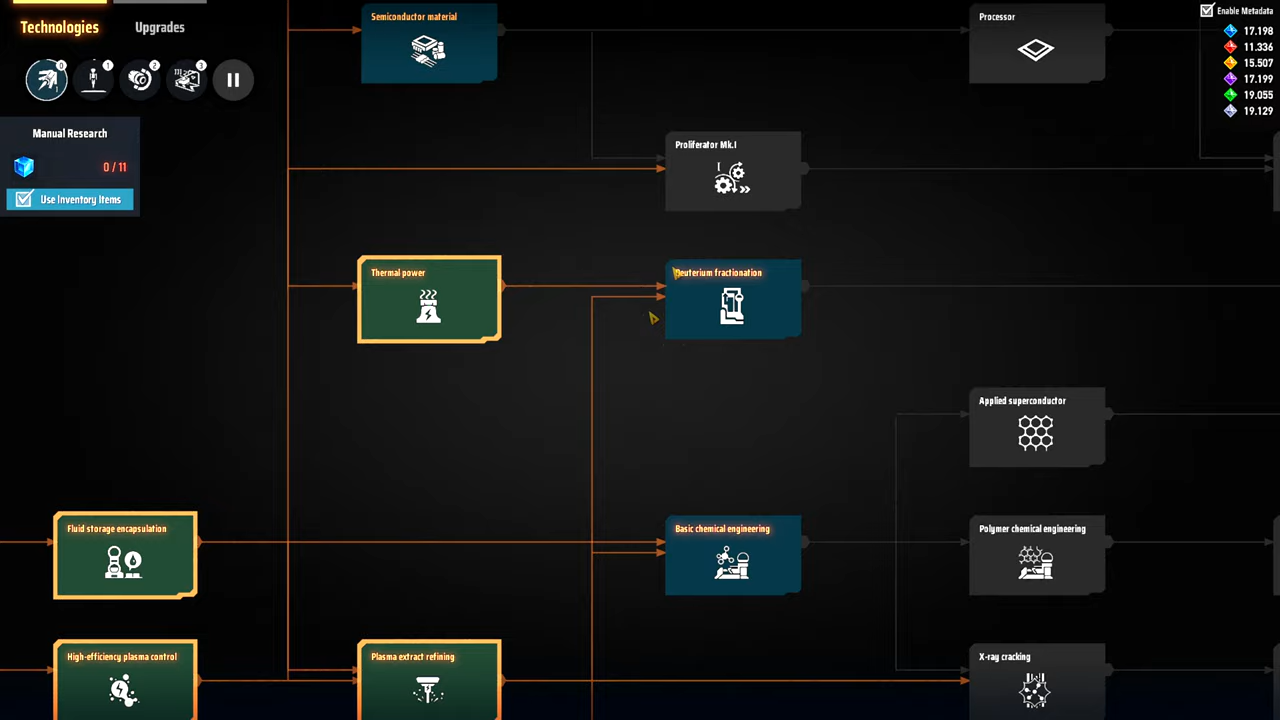 Technologies
Upgrades
0
1
2
3
Manual Research
0 / 11
Use Inventory Items
Enable Metadata
17.198
11.336
15.507
17.199
19.055
19.129
Semiconductor material
Processor
Proliferator Mk.I
Thermal power
Deuterium fractionation
Applied superconductor
Fluid storage encapsulation
Basic chemical engineering
Polymer chemical engineering
High-efficiency plasma control
Plasma extract refining
X-ray cracking